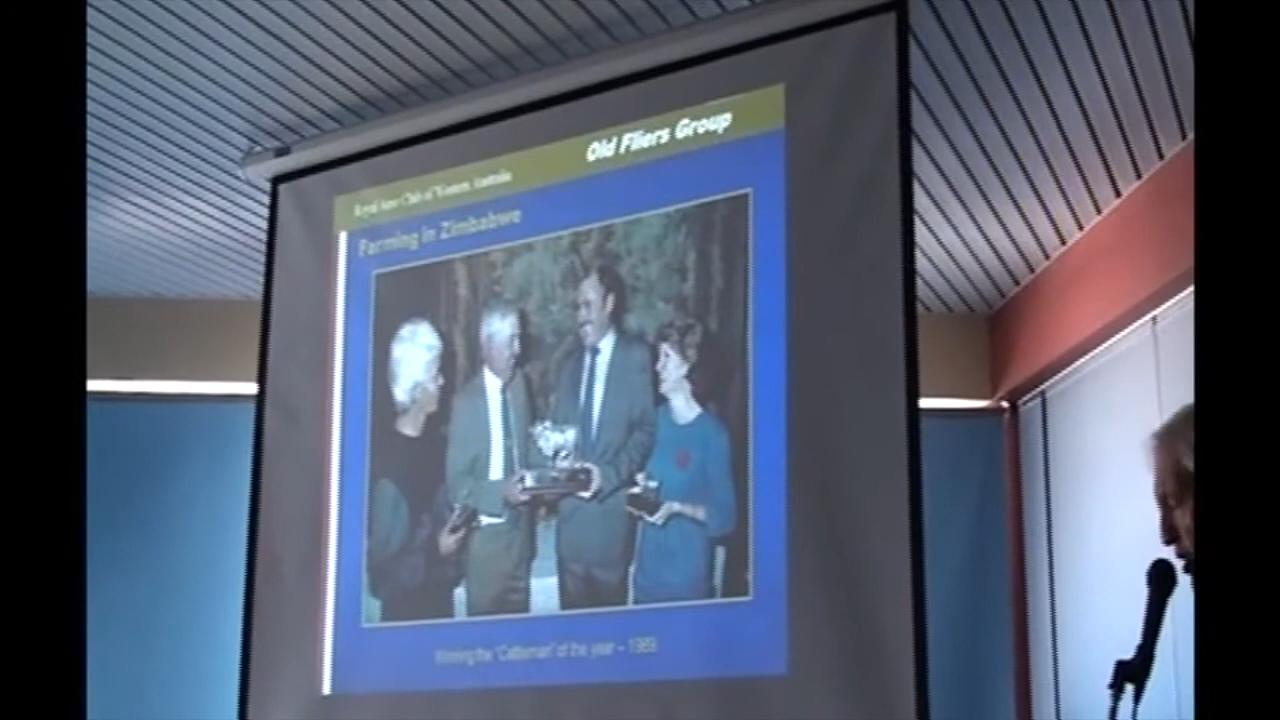 Old Fliers Group
Royal Aero Club of Western Australia
Farming in Zimbabwe
Winning the 'Cattleman' of the year – 1989